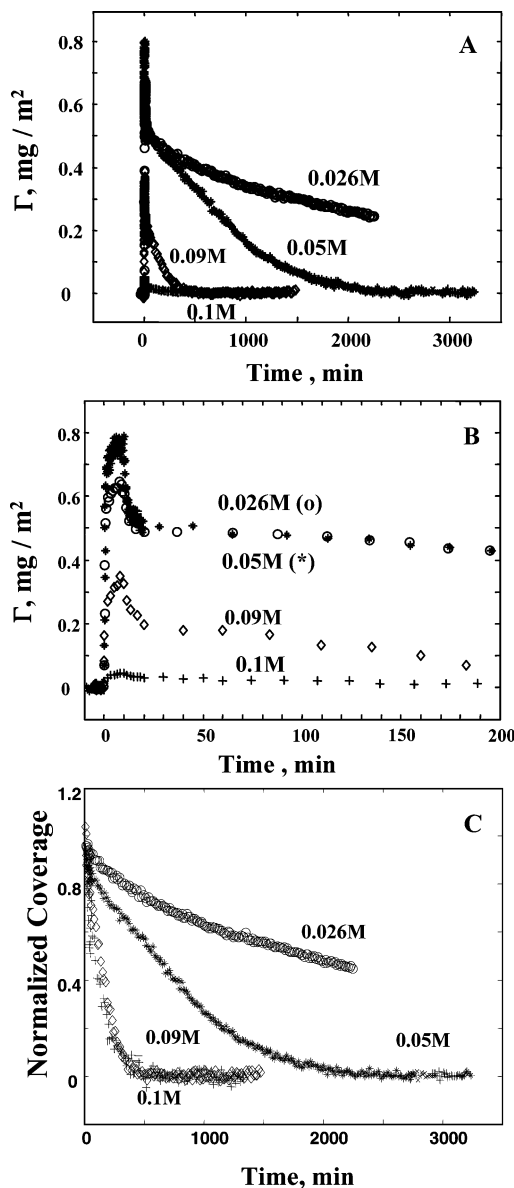 A
0.8
0.6
0.4
0.2
0
Γ, mg / m²
0.026M
0.05M
0.09M
0.1M
0 1000 2000 3000
Time , min
B
0.8
0.6
0.4
0.2
0
Γ, mg / m²
0.026M (o)
0.05M (*)
0.09M
0.1M
0 50 100 150 200
Time , min
C
1.2
0.8
0.4
0
Normalized Coverage
0.026M
0.09M
0.05M
0.1M
0 1000 2000 3000
Time, min